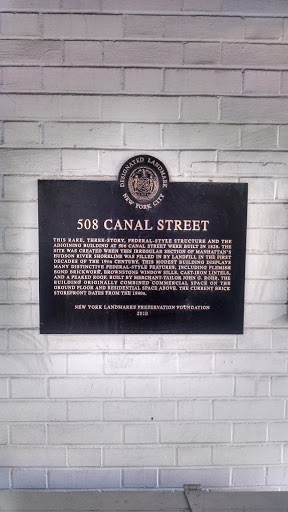 DESIGNATED LANDMARK
NEW YORK CITY
508 CANAL STREET
THIS RARE, THREE-STORY, FEDERAL-STYLE STRUCTURE AND THE
ADJOINING BUILDING AT 506 CANAL STREET WERE BUILT IN 1826. THE
SITE WAS CREATED WHEN THIS IRREGULAR SECTION OF MANHATTAN'S
HUDSON RIVER SHORELINE WAS FILLED IN BY LANDFILL IN THE FIRST
DECADES OF THE 19TH CENTURY. THIS MODEST BUILDING DISPLAYS
MANY DISTINCTIVE FEDERAL-STYLE FEATURES, INCLUDING FLEMISH
BOND BRICKWORK, BROWNSTONE WINDOW SILLS, CAST-IRON LINTELS,
AND A PEAKED ROOF. BUILT BY MERCHANT-TAILOR JOHN G. ROHR, THE
BUILDING ORIGINALLY COMBINED COMMERCIAL SPACE ON THE
GROUND FLOOR AND RESIDENTIAL SPACE ABOVE. THE CURRENT BRICK
STOREFRONT DATES FROM THE 1940s.
NEW YORK LANDMARKS PRESERVATION FOUNDATION
2010